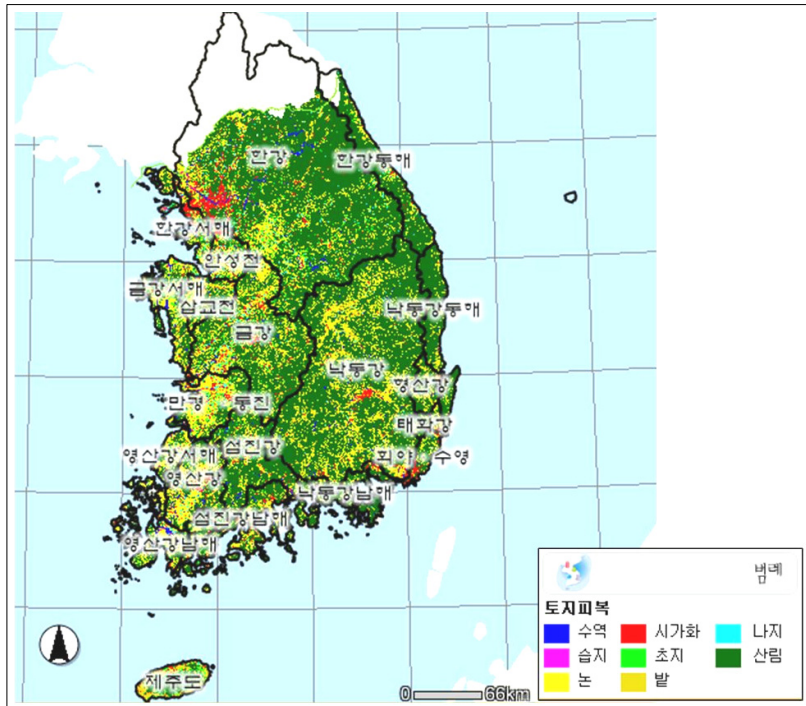 한강
한강동해
한강서해
안성천
금강서해
삽교천
낙동강동해
금강
낙동강
형산강
만경
동진
태화강
섬진강
영산강서해
회야
수영
영산강
낙동강남해
섬진강남해
영산강남해
제주도
0 66km
범례
토지피복
수역 시가화 나지
습지 초지 산림
논 밭